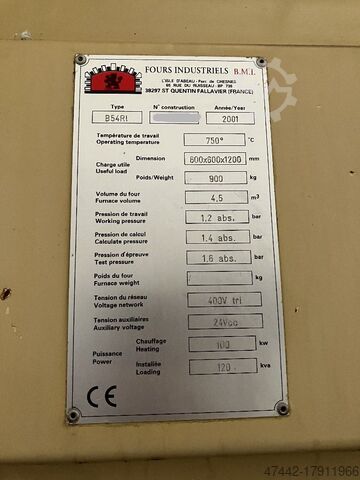 FOURS INDUSTRIELS B.M.I.
L'ISLE D'ABEAU - Parc de CHESNES
65 RUE DU RUISSEAU - BP 736
38297 ST QUENTIN FALLAVIER (FRANCE)
Type N° construction Année/Year
B54RI 2001
Température de travail
Operating temperature 750° °C
Charge utile
Useful load
Dimension 600x600x1200 mm
Poids/Weight 900 kg
Volume du four
Furnace volume 4,5 m³
Pression de travail
Working pressure 1,2 abs. bar
Pression de calcul
Calculate pressure 1.4 abs. bar
Pression d'épreuve
Test pressure 1.6 abs. bar
Poids du four
Furnace weight kg
Tension du réseau
Voltage network 400V tri
Tension auxiliaires
Auxiliary voltage 24Vcc
Puissance
Power
Chauffage
Heating 100 kw
Installée
Loading 120 kva
CE
47442-17911966